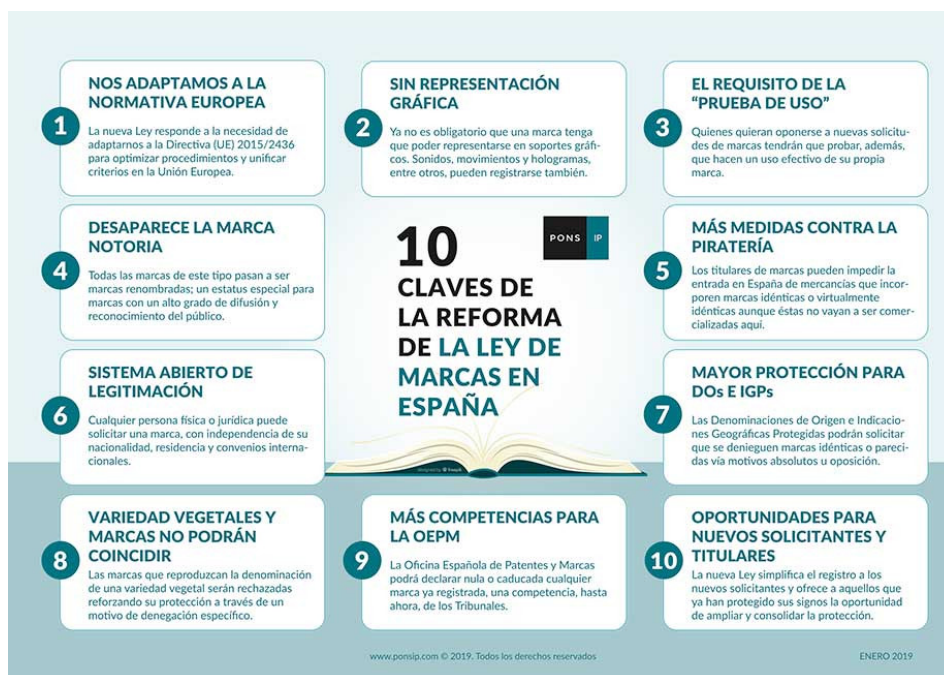 NOS ADAPTAMOS A LA
NORMATIVA EUROPEA
1
La nueva Ley responde a la necesidad de
adaptarnos a la Directiva (UE) 2015/2436
para optimizar procedimientos y unificar
criterios en la Unión Europea.
SIN REPRESENTACIÓN
GRÁFICA
2
Ya no es obligatorio que una marca tenga
que poder representarse en soportes gráfi-
cos. Sonidos, movimientos y hologramas,
entre otros, pueden registrarse también.
EL REQUISITO DE LA
“PRUEBA DE USO”
3
Quienes quieran oponerse a nuevas solicitu-
des de marcas tendrán que probar, además,
que hacen un uso efectivo de su propia
marca.
10
CLAVES DE
LA REFORMA
DE LA LEY DE
MARCAS EN
ESPAÑA
PONS IP
designed by freepik
DESAPARECE LA MARCA
NOTORIA
4
Todas las marcas de este tipo pasan a ser
marcas renombradas; un estatus especial para
marcas con un alto grado de difusión y
reconocimiento del público.
MÁS MEDIDAS CONTRA LA
PIRATERÍA
5
Los titulares de marcas pueden impedir la
entrada en España de mercancías que incor-
poren marcas idénticas o virtualmente
idénticas aunque éstas no vayan a ser comer-
cializadas aquí.
SISTEMA ABIERTO DE
LEGITIMACIÓN
6
Cualquier persona física o jurídica puede
solicitar una marca, con independencia de su
nacionalidad, residencia y convenios interna-
cionales.
MAYOR PROTECCIÓN PARA
DOs E IGPs
7
Las Denominaciones de Origen e Indicacio-
nes Geográficas Protegidas podrán solicitar
que se denieguen marcas idénticas o pareci-
das vía motivos absolutos u oposición.
VARIEDAD VEGETALES Y
MARCAS NO PODRÁN
COINCIDIR
8
Las marcas que reproduzcan la denominación
de una variedad vegetal serán rechazadas
reforzando su protección a través de un
motivo de denegación específico.
MÁS COMPETENCIAS PARA
LA OEPM
9
La Oficina Española de Patentes y Marcas
podrá declarar nula o caducada cualquier
marca ya registrada, una competencia, hasta
ahora, de los Tribunales.
OPORTUNIDADES PARA
NUEVOS SOLICITANTES Y
TITULARES
10
La nueva Ley simplifica el registro a los
nuevos solicitantes y ofrece a aquellos que
ya han protegido sus signos la oportunidad
de ampliar y consolidar la protección.
www.ponsip.com © 2019. Todos los derechos reservados
ENERO 2019